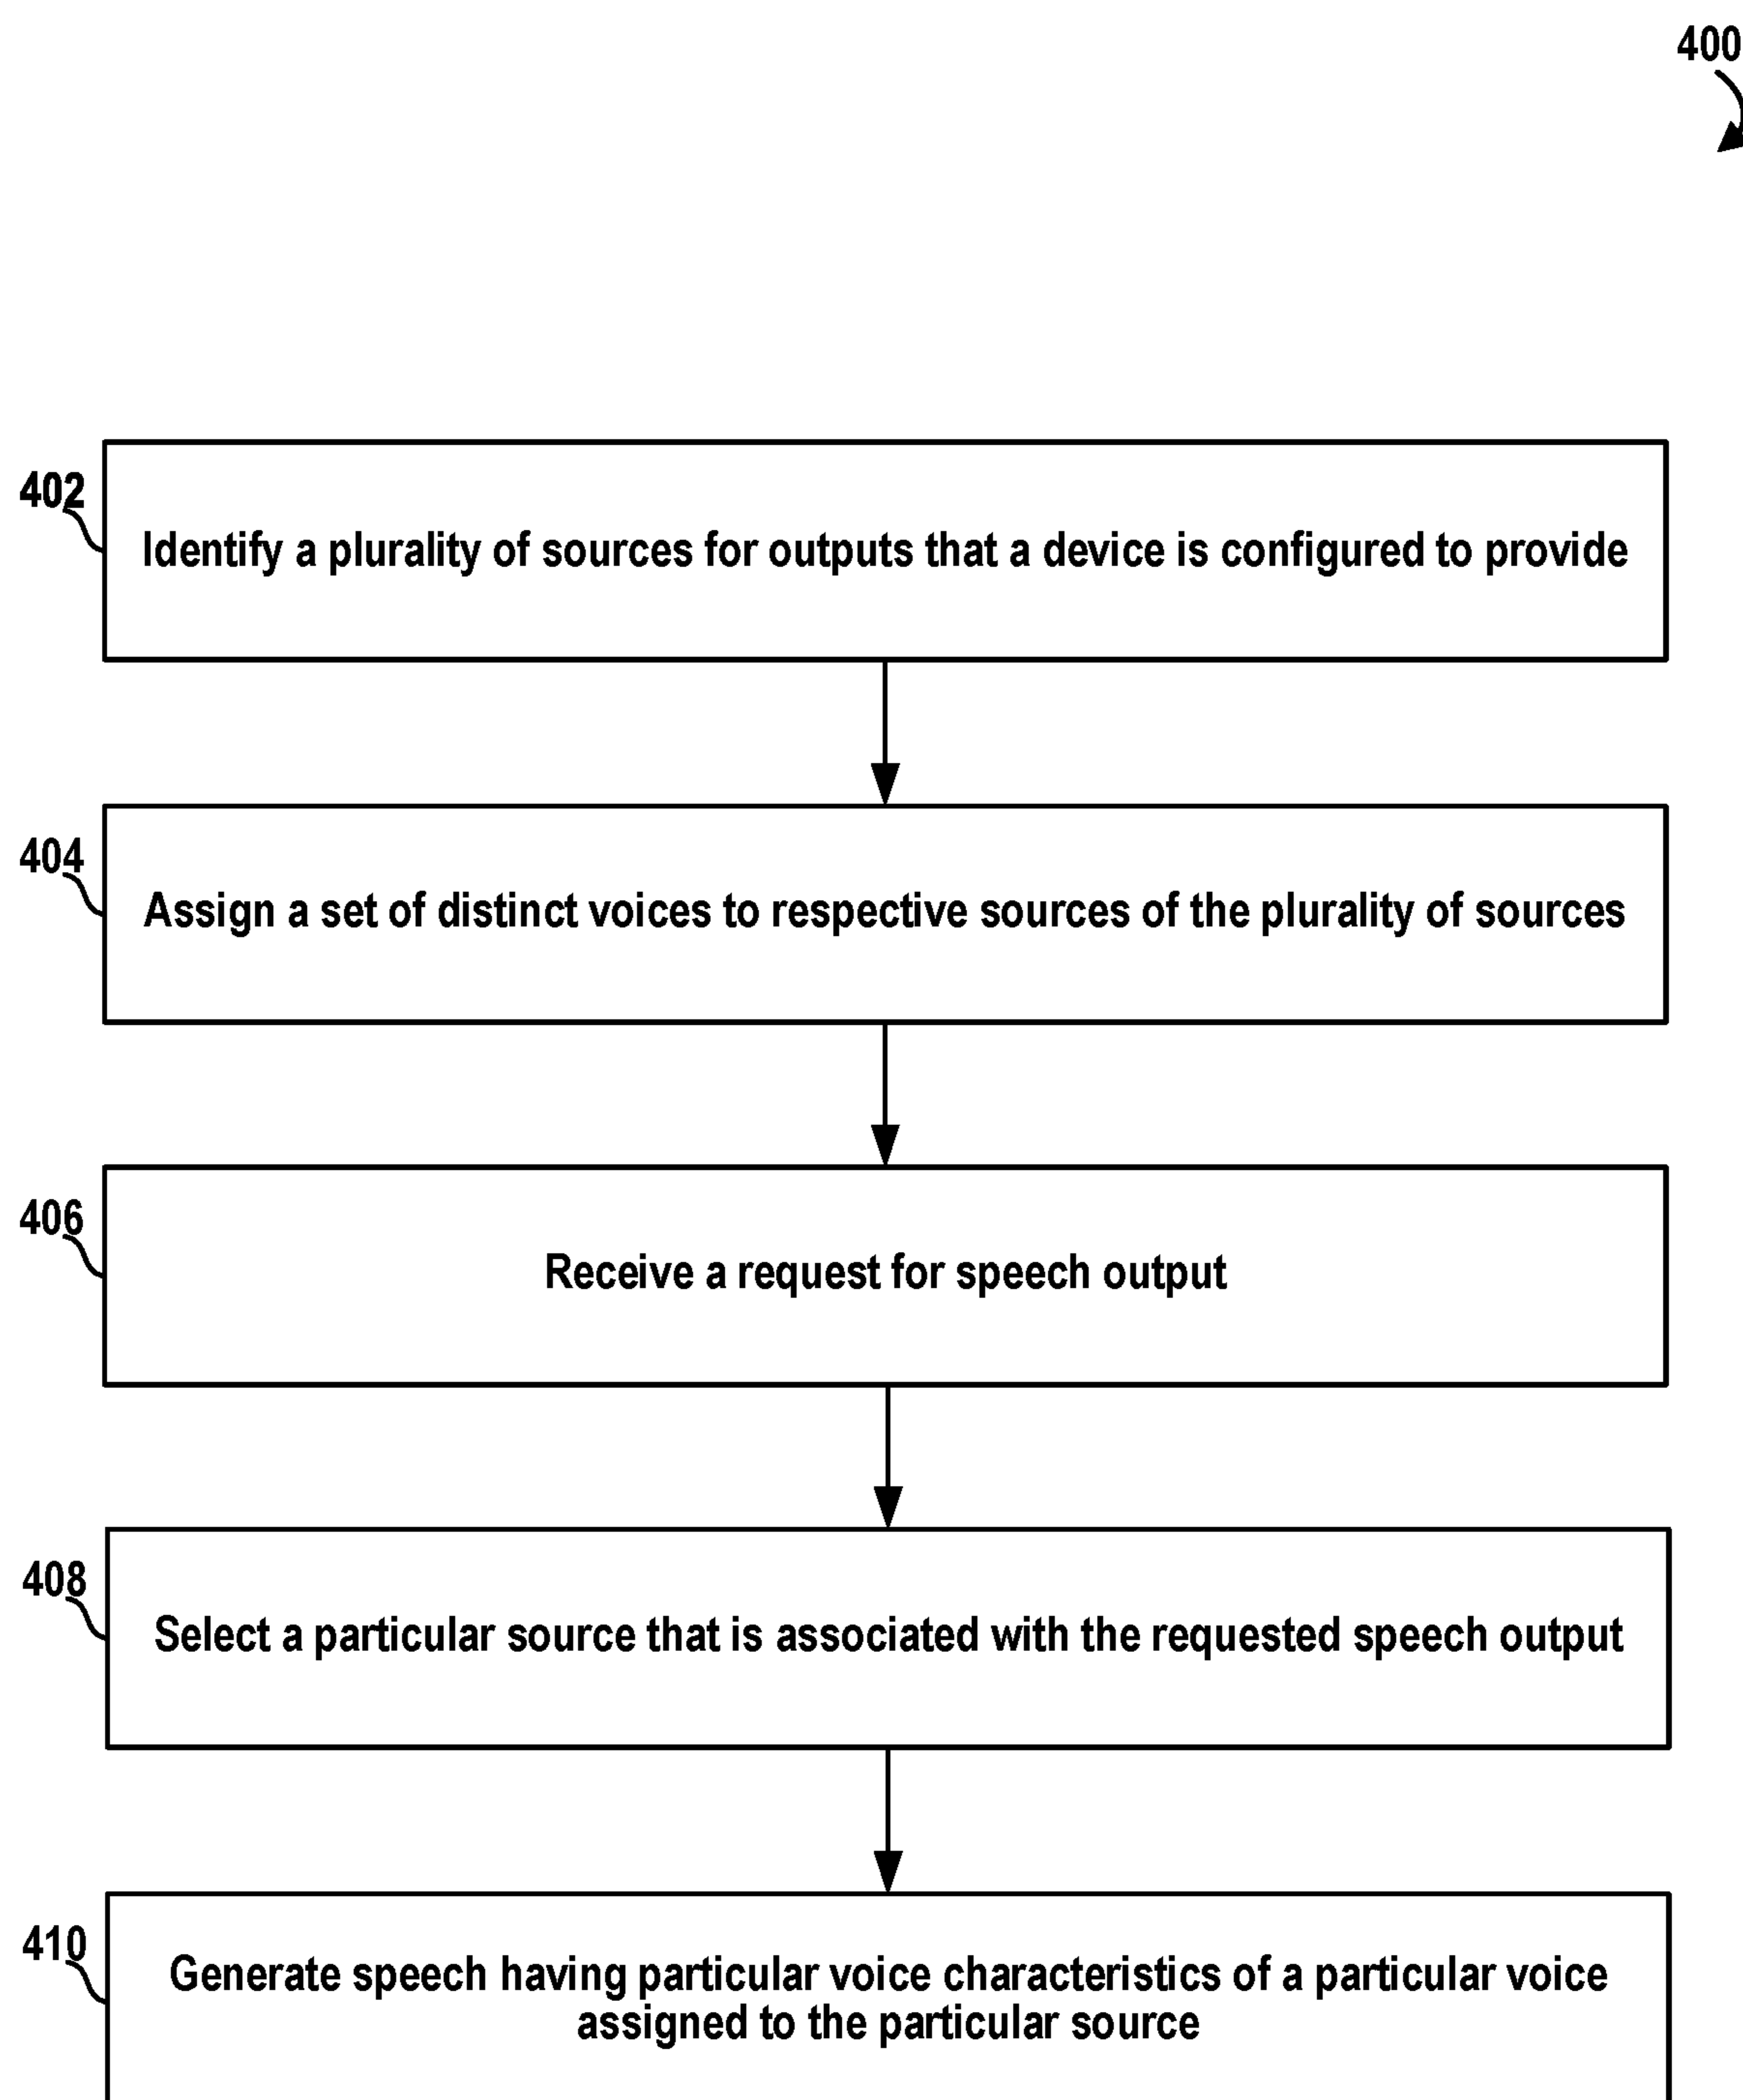 400
402
Identify a plurality of sources for outputs that a device is configured to provide
404
Assign a set of distinct voices to respective sources of the plurality of sources
406
Receive a request for speech output
408
Select a particular source that is associated with the requested speech output
410
Generate speech having particular voice characteristics of a particular voice
assigned to the particular source